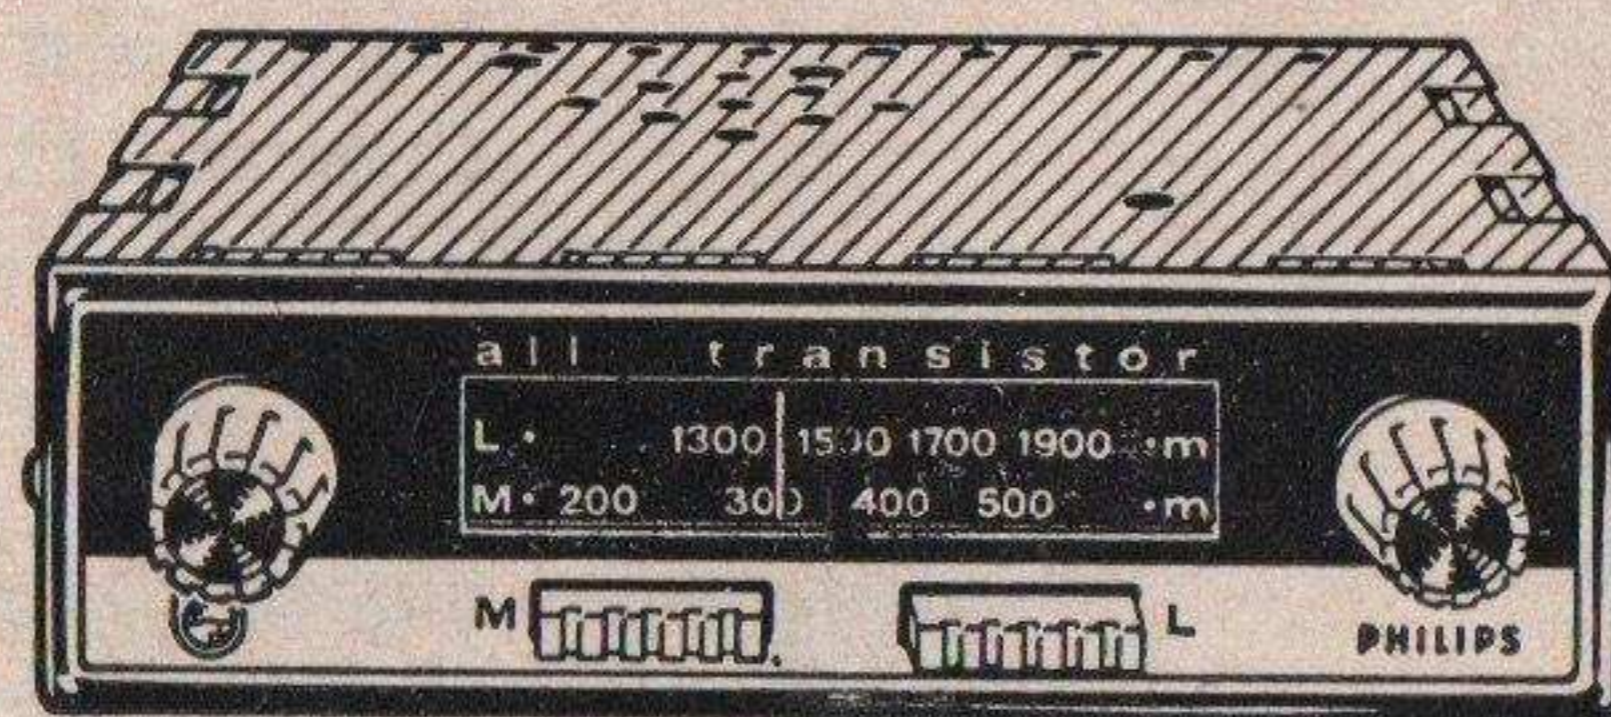 all transistor
L • 1300 1500 1700 1900 •m
M • 200 300 400 500 •m
M L
PHILIPS